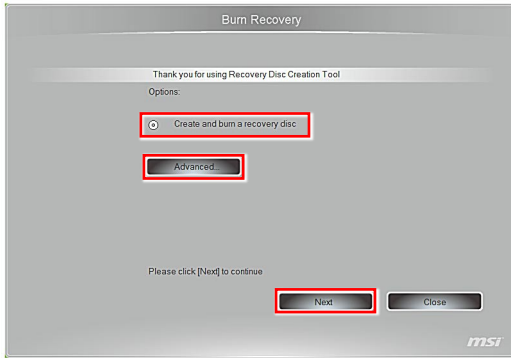 Burn Recovery
Thank you for using Recovery Disc Creation Tool
Options:
Create and burn a recovery disc
Advanced...
Please click [Next] to continue
Next Close
msi